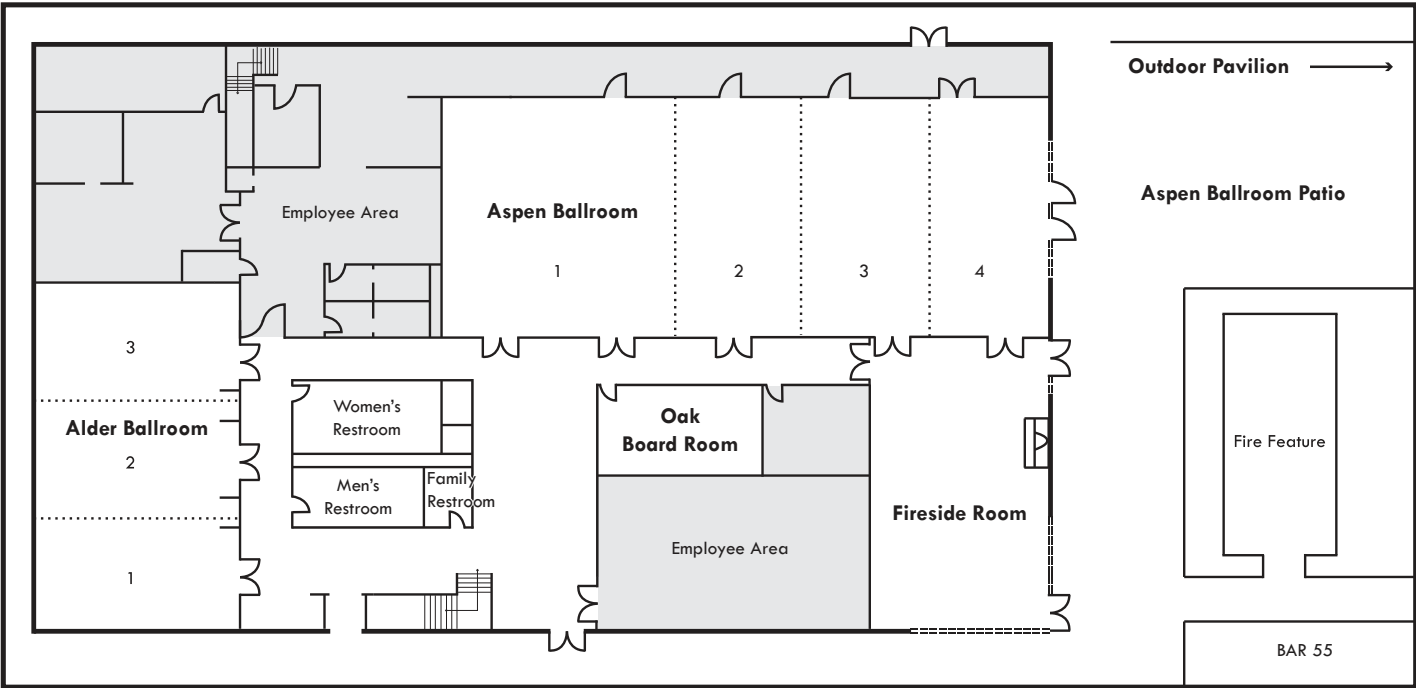 Outdoor Pavilion
Aspen Ballroom Patio
Employee Area
Aspen Ballroom
1
2
3
4
3
Alder Ballroom
2
1
Women's
Restroom
Men's
Restroom
Family
Restroom
Oak
Board Room
Employee Area
Fireside Room
Fire Feature
BAR 55